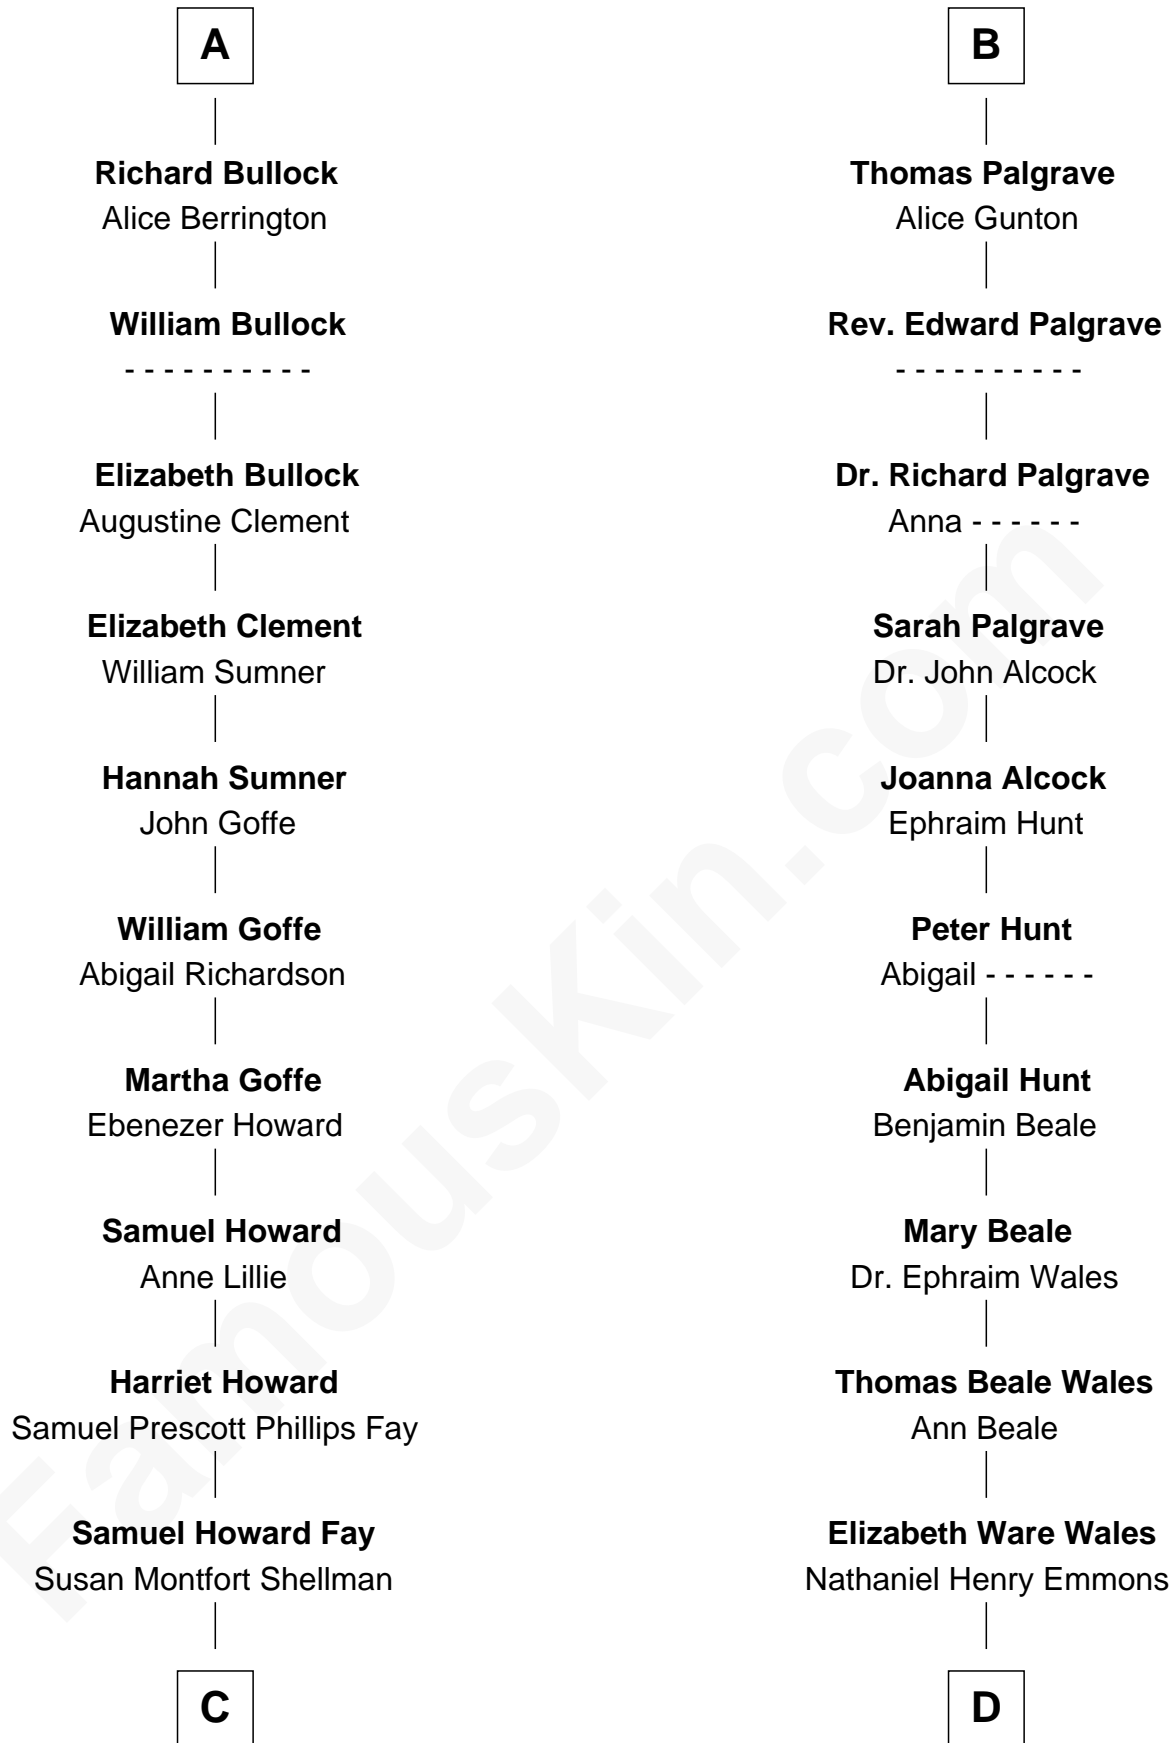 A
Richard Bullock
Alice Berrington
William Bullock
- - - - - - - - - -
Elizabeth Bullock
Augustine Clement
Elizabeth Clement
William Sumner
Hannah Sumner
John Goffe
William Goffe
Abigail Richardson
Martha Goffe
Ebenezer Howard
Samuel Howard
Anne Lillie
Harriet Howard
Samuel Prescott Phillips Fay
Samuel Howard Fay
Susan Montfort Shellman
C
B
Thomas Palgrave
Alice Gunton
Rev. Edward Palgrave
- - - - - - - - - -
Dr. Richard Palgrave
Anna - - - - - -
Sarah Palgrave
Dr. John Alcock
Joanna Alcock
Ephraim Hunt
Peter Hunt
Abigail - - - - - -
Abigail Hunt
Benjamin Beale
Mary Beale
Dr. Ephraim Wales
Thomas Beale Wales
Ann Beale
Elizabeth Ware Wales
Nathaniel Henry Emmons
D
FamousKin.com